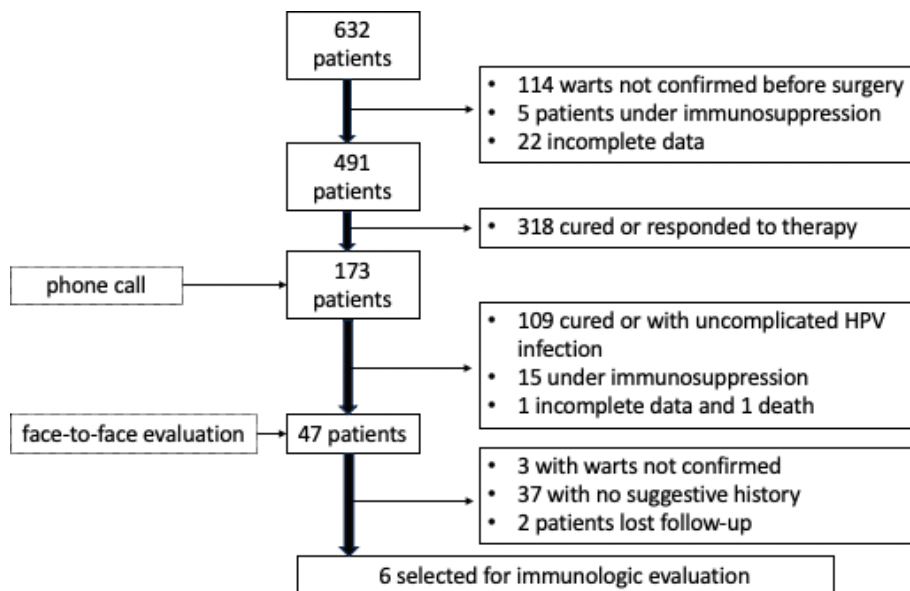 632
patients
• 114 warts not confirmed before surgery
• 5 patients under immunosuppression
• 22 incomplete data
491
patients
• 318 cured or responded to therapy
phone call
173
patients
• 109 cured or with uncomplicated HPV
infection
• 15 under immunosuppression
• 1 incomplete data and 1 death
face-to-face evaluation
47 patients
• 3 with warts not confirmed
• 37 with no suggestive history
• 2 patients lost follow-up
6 selected for immunologic evaluation